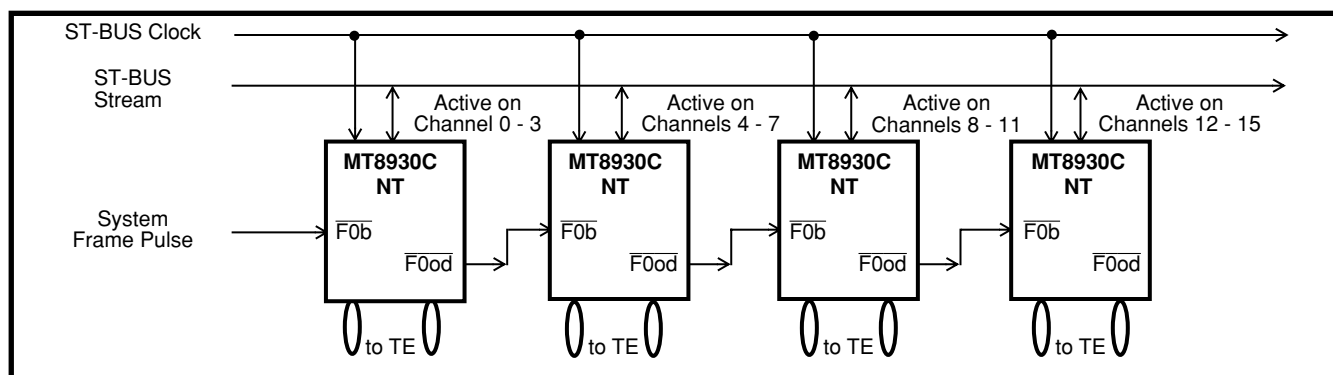 ST-BUS Clock
ST-BUS
Stream
Active on
Channel 0 - 3
Active on
Channels 4 - 7
Active on
Channels 8 - 11
Active on
Channels 12 - 15
MT8930C
NT
MT8930C
NT
MT8930C
NT
MT8930C
NT
System
Frame Pulse
F0b
F0od
F0b
F0od
F0b
F0od
F0b
to TE
to TE
to TE
to TE